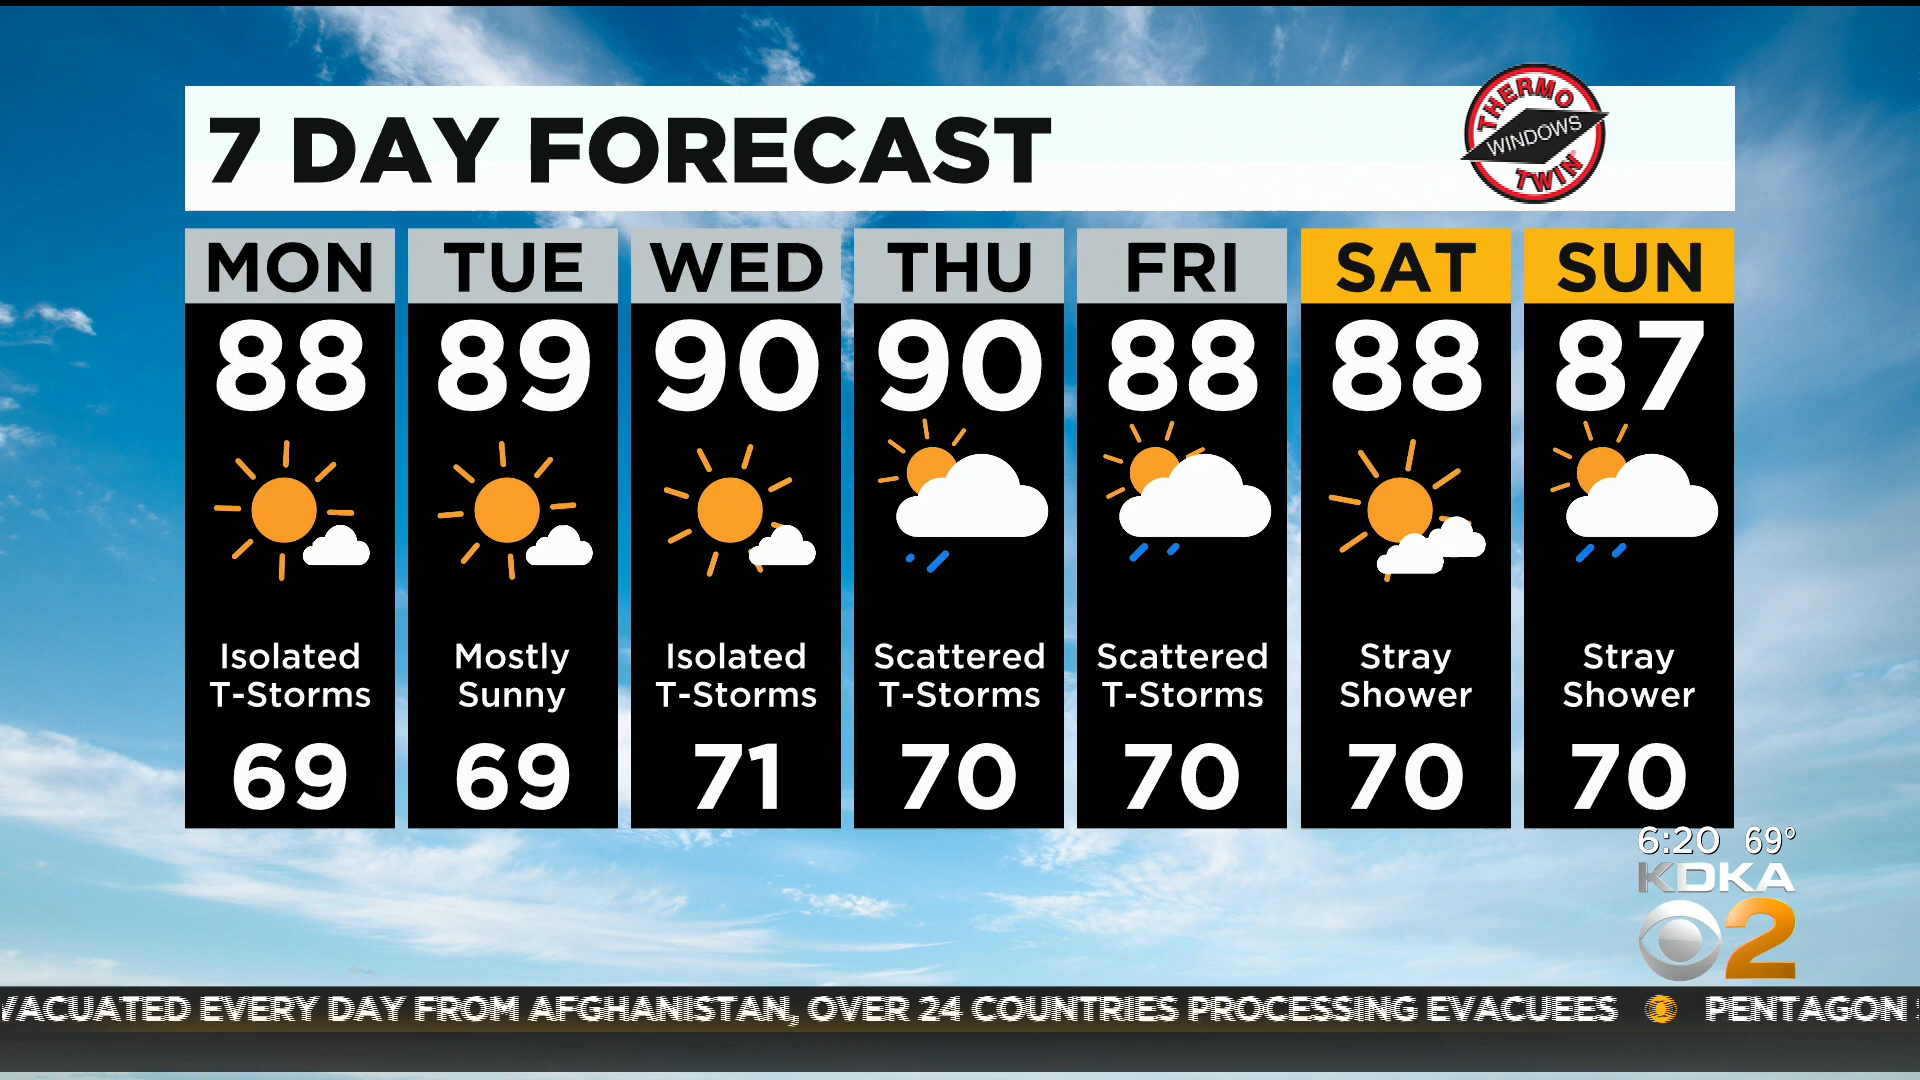 7 DAY FORECAST
THERMO
WINDOWS
TWIN
MON TUE WED THU FRI SAT SUN
88 89 90 90 88 88 87
Isolated Mostly Isolated Scattered Scattered Stray Stray
T-Storms Sunny T-Storms T-Storms T-Storms Shower Shower
69 69 71 70 70 70 70
6:20 69°
KDKA
2
VACUATED EVERY DAY FROM AFGHANISTAN, OVER 24 COUNTRIES PROCESSING EVACUEES PENTAGON